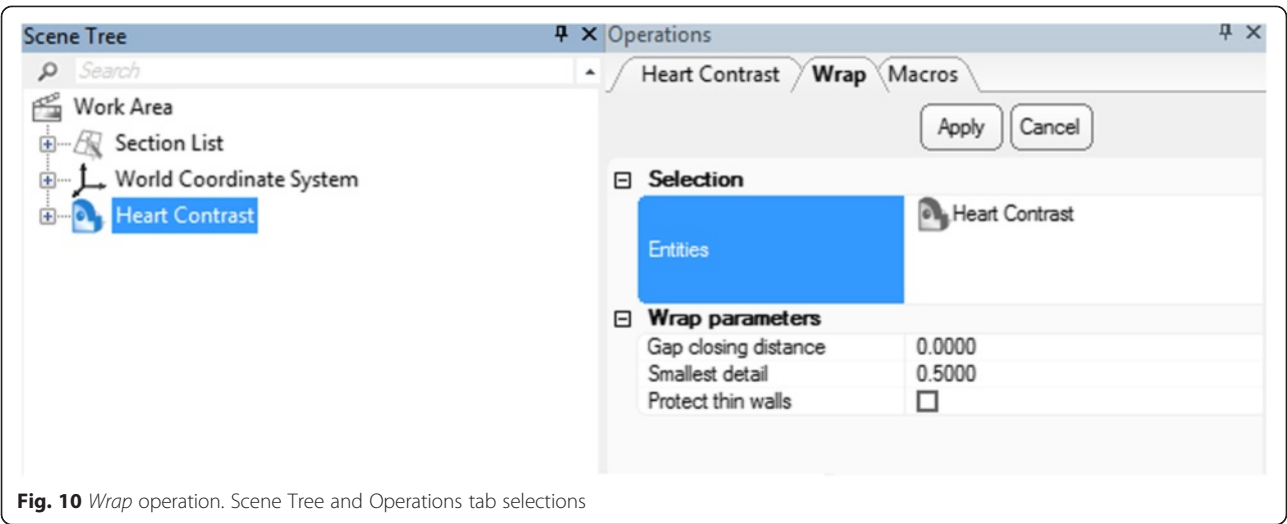 Scene Tree
Search
Work Area
Section List
World Coordinate System
Heart Contrast
Operations
Heart Contrast Wrap Macros
Apply Cancel
Selection
Entities Heart Contrast
Wrap parameters
Gap closing distance 0.0000
Smallest detail 0.5000
Protect thin walls
Fig. 10 Wrap operation. Scene Tree and Operations tab selections